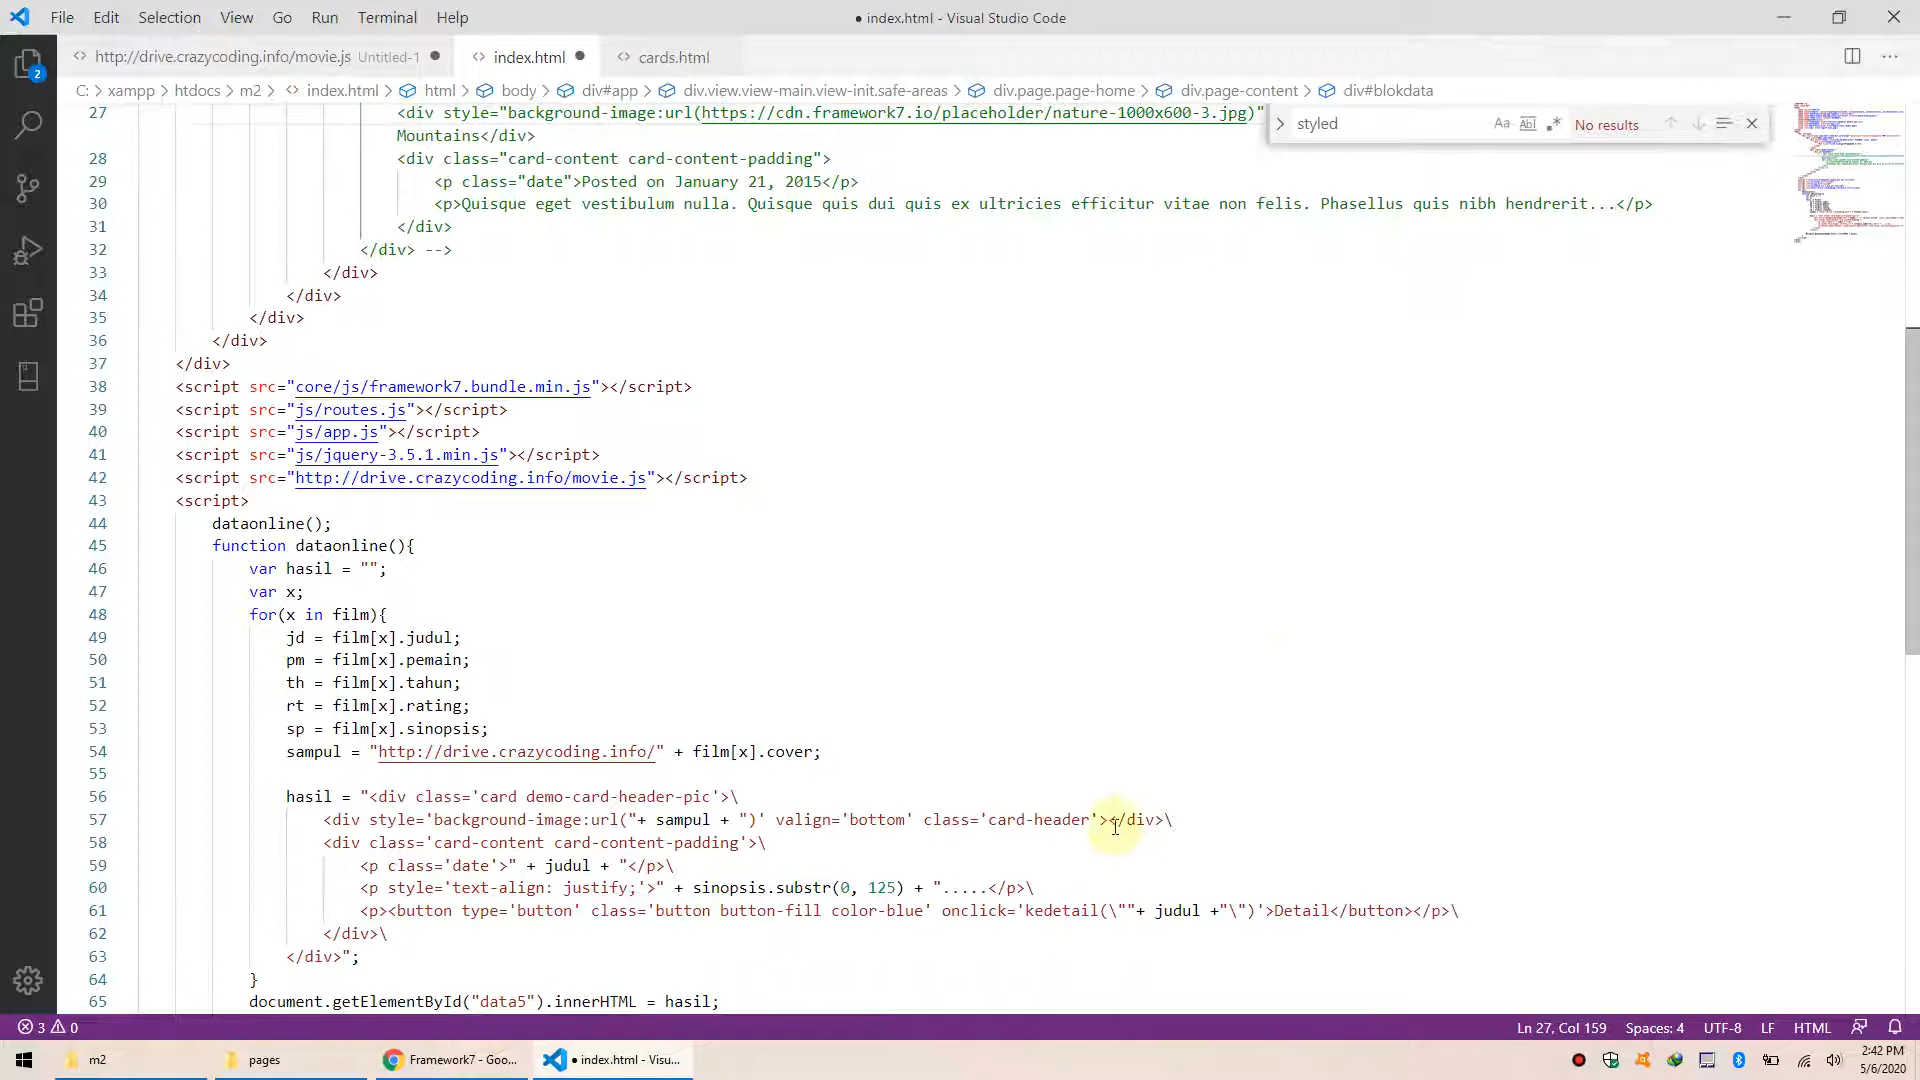 File Edit Selection View Go Run Terminal Help
● index.html - Visual Studio Code
http://drive.crazycoding.info/movie.js Untitled-1 ● index.html ● cards.html
C: > xampp > htdocs > m2 > index.html > html > body > div#app > div.view.view-main.view-init.safe-areas > div.page.page-home > div.page-content > div#blokdata
styled
Aa Abl .* No results
2
27 <div style="background-image:url(https://cdn.framework7.io/placeholder/nature-1000x600-3.jpg)"
Mountains</div>
28 <div class="card-content card-content-padding">
29 <p class="date">Posted on January 21, 2015</p>
30 <p>Quisque eget vestibulum nulla. Quisque quis dui quis ex ultricies efficitur vitae non felis. Phasellus quis nibh hendrerit...</p>
31 </div>
32 </div> -->
33 </div>
34 </div>
35 </div>
36 </div>
37 </div>
38 <script src="core/js/framework7.bundle.min.js"></script>
39 <script src="js/routes.js"></script>
40 <script src="js/app.js"></script>
41 <script src="js/jquery-3.5.1.min.js"></script>
42 <script src="http://drive.crazycoding.info/movie.js"></script>
43 <script>
44 dataonline();
45 function dataonline(){
46 var hasil = "";
47 var x;
48 for(x in film){
49 jd = film[x].judul;
50 pm = film[x].pemain;
51 th = film[x].tahun;
52 rt = film[x].rating;
53 sp = film[x].sinopsis;
54 sampul = "http://drive.crazycoding.info/" + film[x].cover;
55
56 hasil = "<div class='card demo-card-header-pic'>\
57 <div style='background-image:url("+ sampul + ")' valign='bottom' class='card-header'></div>\
58 <div class='card-content card-content-padding'>\
59 <p class='date'>" + judul + "</p>\
60 <p style='text-align: justify;'>" + sinopsis.substr(0, 125) + ".....</p>\
61 <p><button type='button' class='button button-fill color-blue' onclick='kedetail(\""+ judul +"\")'>Detail</button></p>\
62 </div>\
63 </div>";
64 }
65 document.getElementById("data5").innerHTML = hasil;
3 0 Ln 27, Col 159 Spaces: 4 UTF-8 LF HTML
m2 pages Framework7 - Goo... ● index.html - Visu...
2:42 PM
5/6/2020